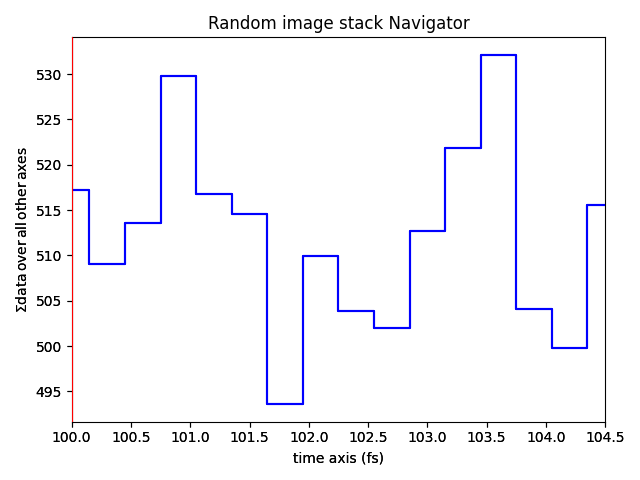 Random image stack Navigator
530
525
520
515
510
505
500
495
Σdata over all other axes
100.0 100.5 101.0 101.5 102.0 102.5 103.0 103.5 104.0 104.5
time axis (fs)